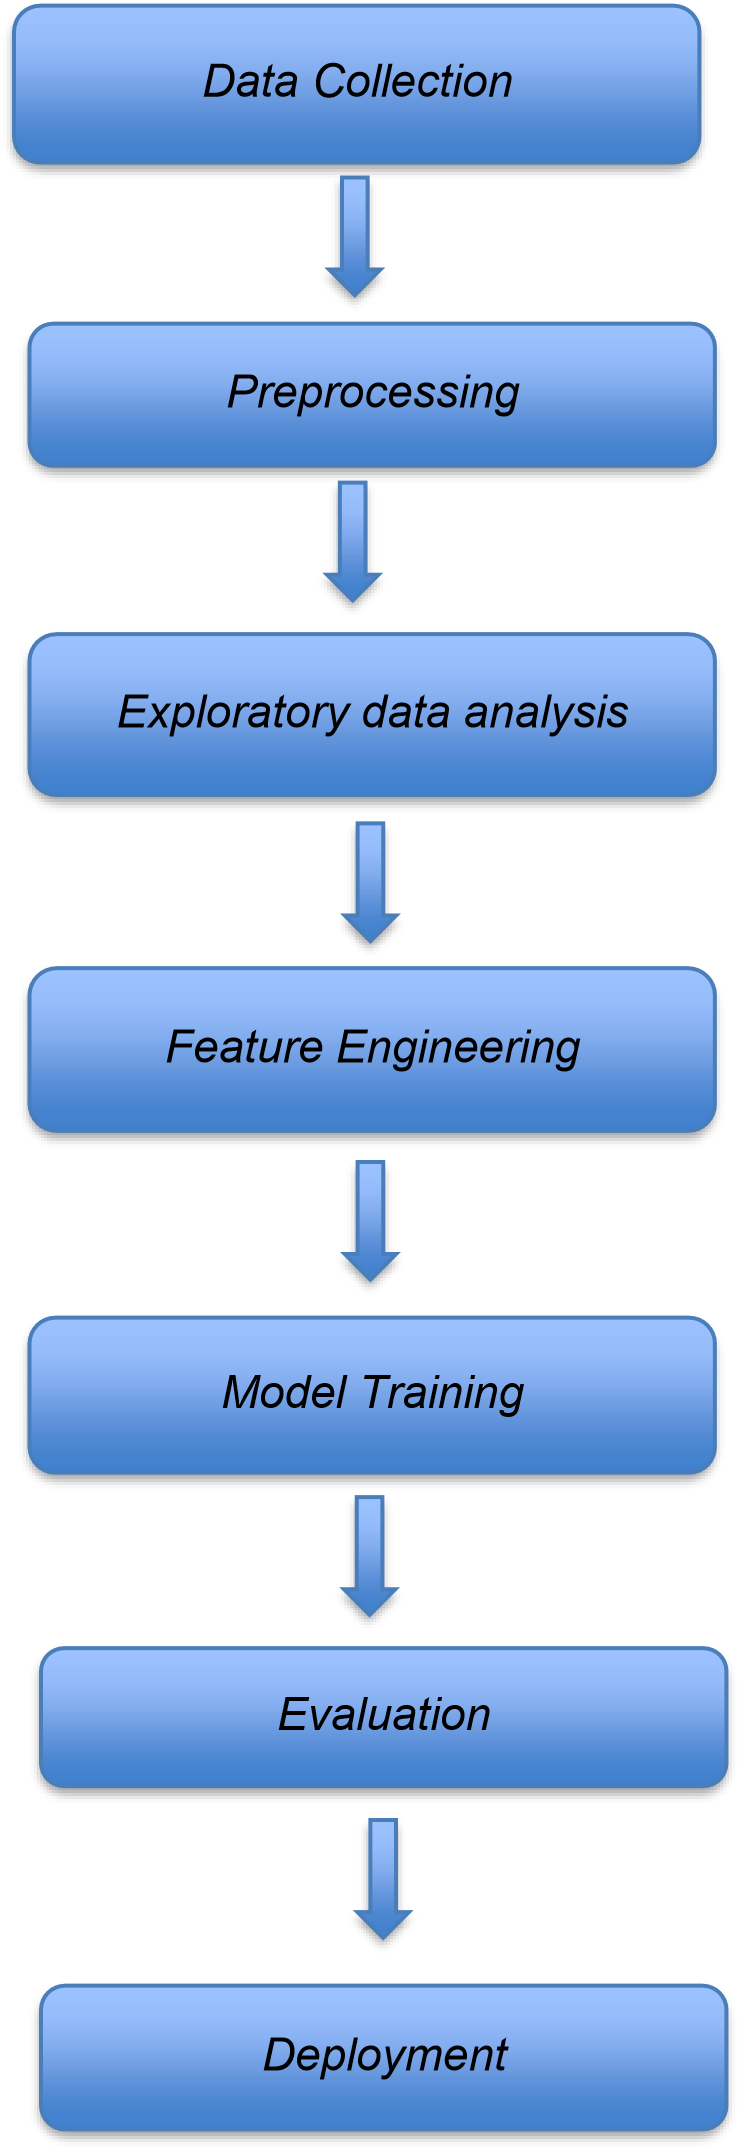 Data Collection
Preprocessing
Exploratory data analysis
Feature Engineering
Model Training
Evaluation
Deployment